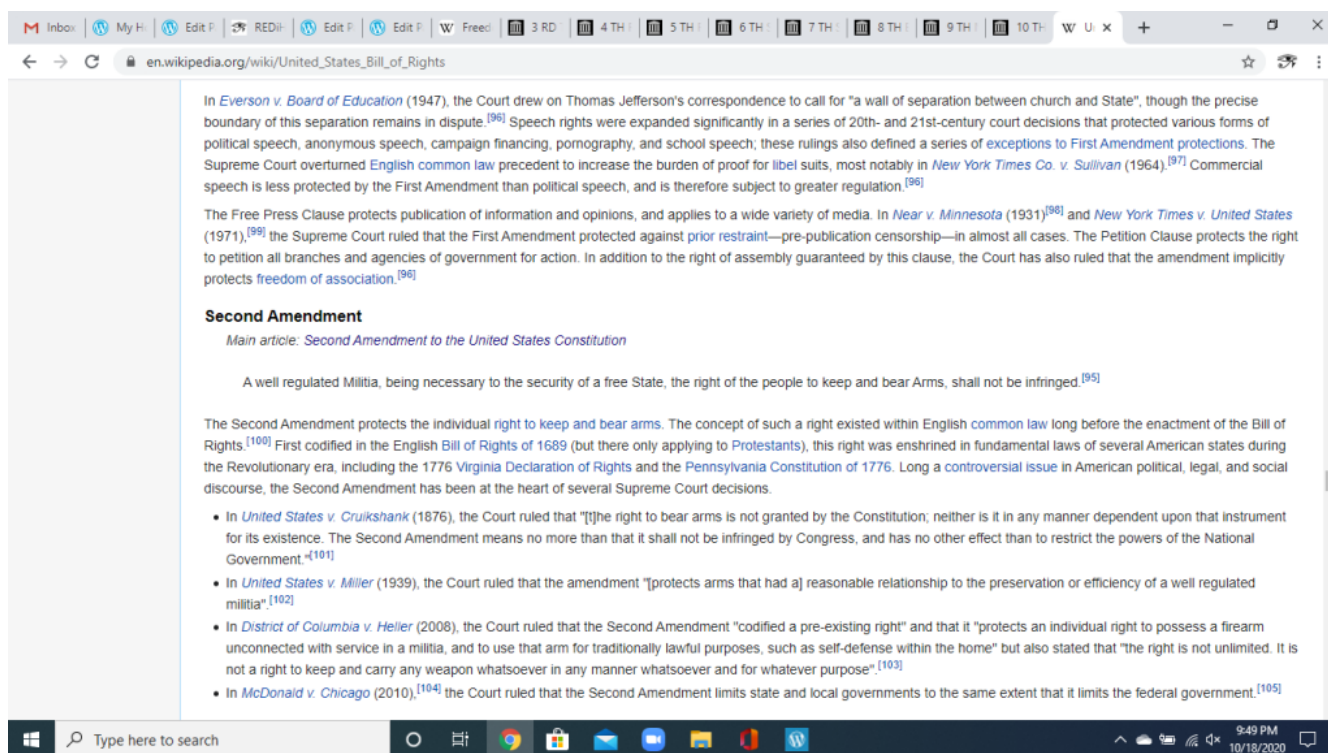 Inbox
My H
Edit P
REDiH
Edit P
Edit P
Freed
3 RD
4 TH
5 TH
6 TH
7 TH
8 TH
9 TH
10 TH
en.wikipedia.org/wiki/United_States_Bill_of_Rights
In Everson v. Board of Education (1947), the Court drew on Thomas Jefferson's correspondence to call for "a wall of separation between church and State", though the precise
boundary of this separation remains in dispute.[96] Speech rights were expanded significantly in a series of 20th- and 21st-century court decisions that protected various forms of
political speech, anonymous speech, campaign financing, pornography, and school speech; these rulings also defined a series of exceptions to First Amendment protections. The
Supreme Court overturned English common law precedent to increase the burden of proof for libel suits, most notably in New York Times Co. v. Sullivan (1964).[97] Commercial
speech is less protected by the First Amendment than political speech, and is therefore subject to greater regulation.[96]
The Free Press Clause protects publication of information and opinions, and applies to a wide variety of media. In Near v. Minnesota (1931)[98] and New York Times v. United States
(1971),[99] the Supreme Court ruled that the First Amendment protected against prior restraint—pre-publication censorship—in almost all cases. The Petition Clause protects the right
to petition all branches and agencies of government for action. In addition to the right of assembly guaranteed by this clause, the Court has also ruled that the amendment implicitly
protects freedom of association.[96]
Second Amendment
Main article: Second Amendment to the United States Constitution
A well regulated Militia, being necessary to the security of a free State, the right of the people to keep and bear Arms, shall not be infringed.[95]
The Second Amendment protects the individual right to keep and bear arms. The concept of such a right existed within English common law long before the enactment of the Bill of
Rights.[100] First codified in the English Bill of Rights of 1689 (but there only applying to Protestants), this right was enshrined in fundamental laws of several American states during
the Revolutionary era, including the 1776 Virginia Declaration of Rights and the Pennsylvania Constitution of 1776. Long a controversial issue in American political, legal, and social
discourse, the Second Amendment has been at the heart of several Supreme Court decisions.
• In United States v. Cruikshank (1876), the Court ruled that "[t]he right to bear arms is not granted by the Constitution; neither is it in any manner dependent upon that instrument
for its existence. The Second Amendment means no more than that it shall not be infringed by Congress, and has no other effect than to restrict the powers of the National
Government."[101]
• In United States v. Miller (1939), the Court ruled that the amendment "[protects arms that had a] reasonable relationship to the preservation or efficiency of a well regulated
militia".[102]
• In District of Columbia v. Heller (2008), the Court ruled that the Second Amendment "codified a pre-existing right" and that it "protects an individual right to possess a firearm
unconnected with service in a militia, and to use that arm for traditionally lawful purposes, such as self-defense within the home" but also stated that "the right is not unlimited. It is
not a right to keep and carry any weapon whatsoever in any manner whatsoever and for whatever purpose".[103]
• In McDonald v. Chicago (2010),[104] the Court ruled that the Second Amendment limits state and local governments to the same extent that it limits the federal government.[105]
Type here to search
9:49 PM
10/18/2020